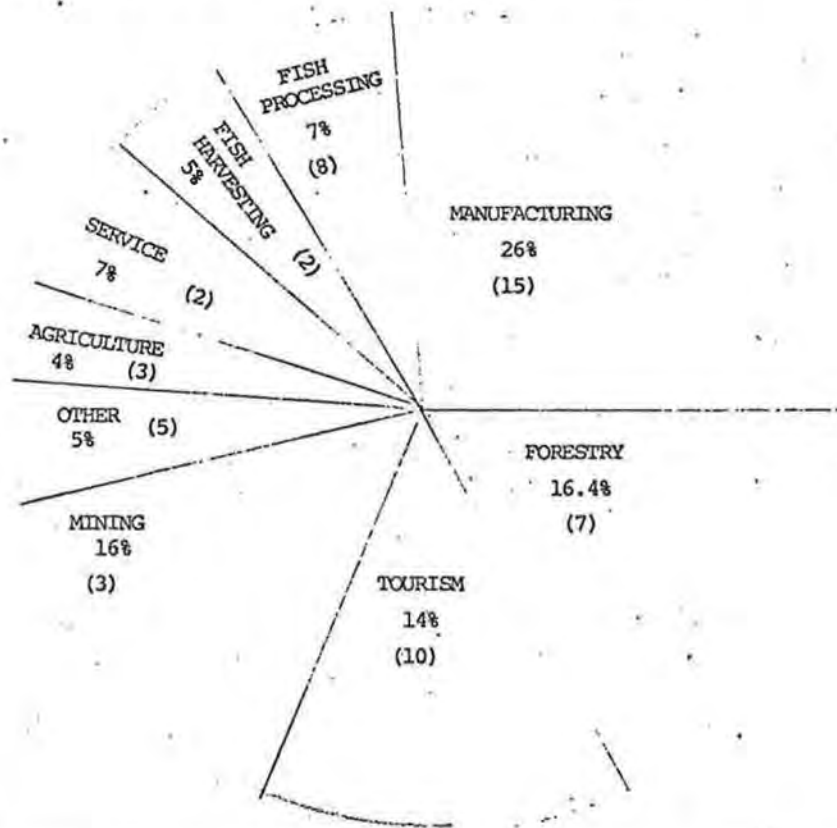 FISH
PROCESSING
7%
(8)
FISH
HARVESTING
5%
(2)
MANUFACTURING
26%
(15)
SERVICE
7%
(2)
AGRICULTURE
4% (3)
OTHER (5)
5%
FORESTRY
16.4%
(7)
MINING
16%
(3)
TOURISM
14%
(10)